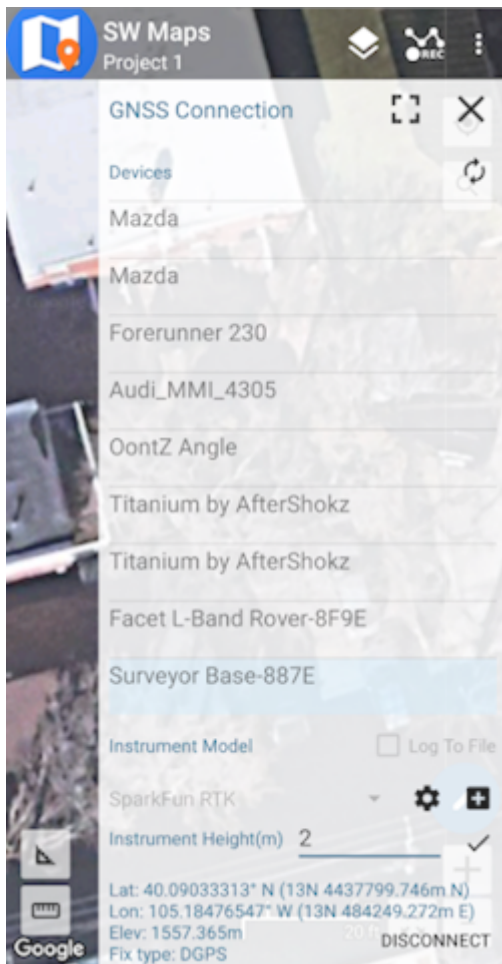 SW Maps
Project 1
REC
GNSS Connection
Devices
Mazda
Mazda
Forerunner 230
Audi_MMI_4305
OontZ Angle
Titanium by AfterShokz
Titanium by AfterShokz
Facet L-Band Rover-8F9E
Surveyor Base-887E
Instrument Model
Log To File
SparkFun RTK
Instrument Height(m) 2
Lat: 40.09033313° N (13N 4437799.746m N)
Lon: 105.18476547° W (13N 484249.272m E)
Elev: 1557.365m
20 ft
DISCONNECT
Google
Fix type: DGPS